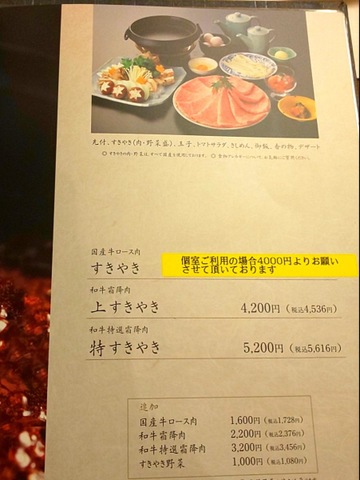 先付、すきやき(肉・野菜盛)、玉子、トマトサラダ、きしめん、御飯、香の物、デザート
国産牛ロース肉
すきやき
個室ご利用の場合4000円よりお願い
させて頂いております
和牛霜降肉
上すきやき 4,200円(税込4,536円)
和牛特選霜降肉
特すきやき 5,200円(税込5,616円)
追加
国産牛ロース肉 1,600円(税込1,728円)
和牛霜降肉 2,200円(税込2,376円)
和牛特選霜降肉 3,200円(税込3,456円)
すきやき野菜 1,000円(税込1,080円)